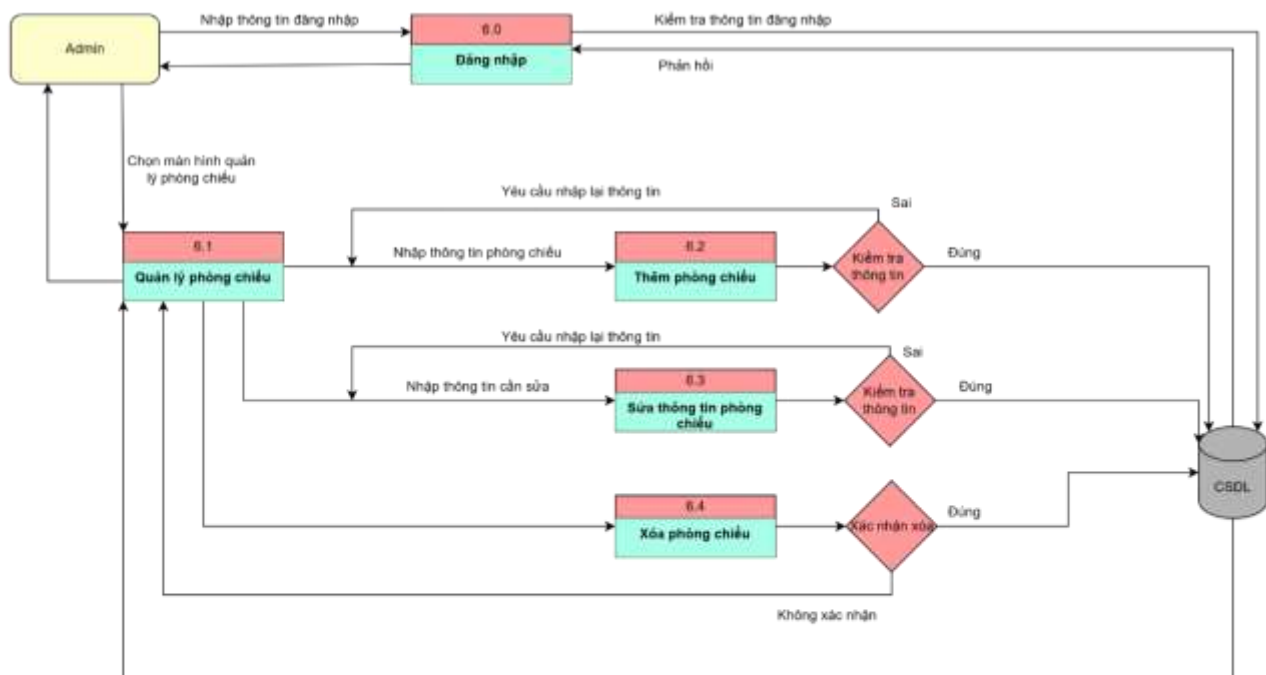 Nhập thông tin đăng nhập
Kiểm tra thông tin đăng nhập
6.0
Admin
Đăng nhập
Phản hồi
Chọn màn hình quản
lý phòng chiếu
Yêu cầu nhập lại thông tin
Sai
6.1
Quản lý phòng chiếu
Nhập thông tin phòng chiếu
6.2
Thêm phòng chiếu
Kiểm tra
thông tin
Đúng
Yêu cầu nhập lại thông tin
Sai
Nhập thông tin cần sửa
6.3
Sửa thông tin phòng
chiếu
Kiểm tra
thông tin
Đúng
CSDL
6.4
Xóa phòng chiếu
Xác nhận xóa
Đúng
Không xác nhận